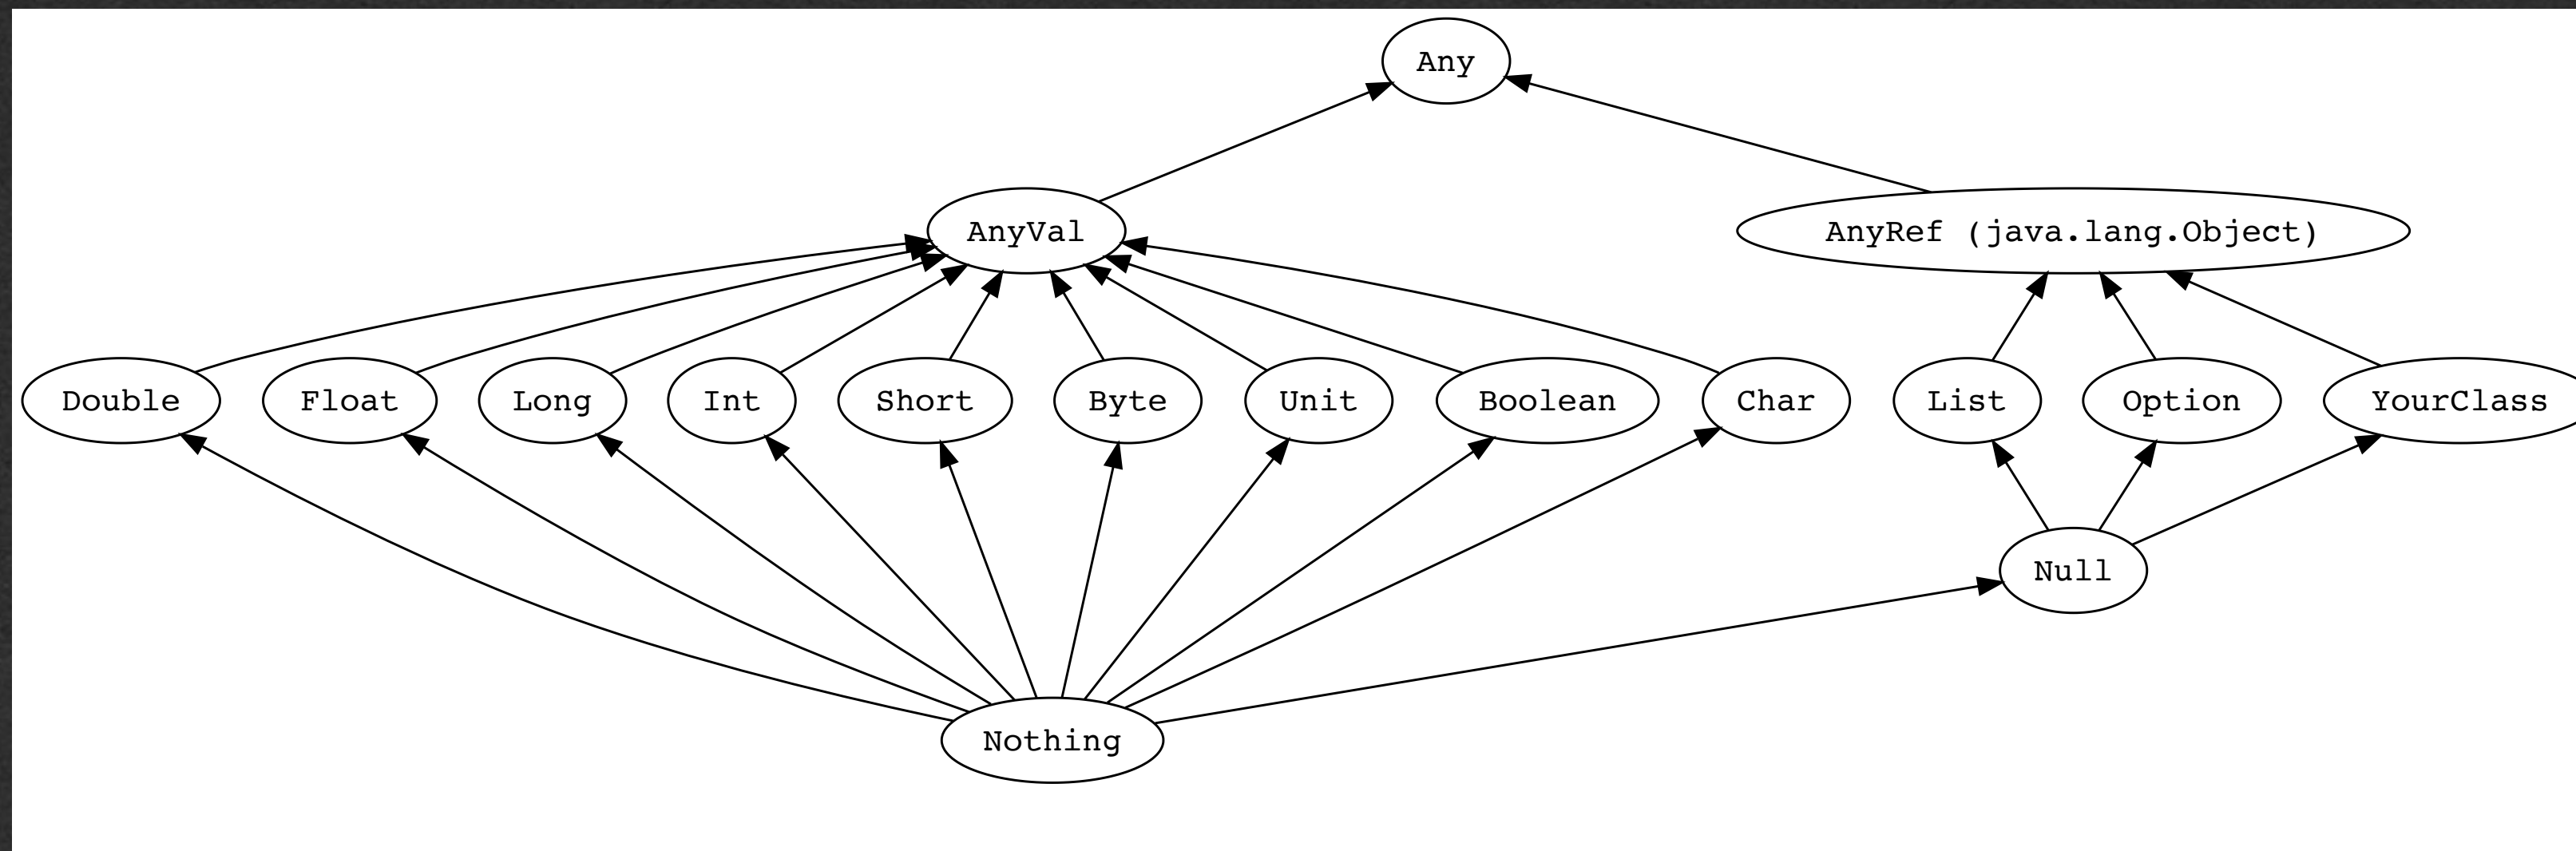 Any
AnyVal
AnyRef (java.lang.Object)
Double
Float
Long
Int
Short
Byte
Unit
Boolean
Char
List
Option
YourClass
Null
Nothing